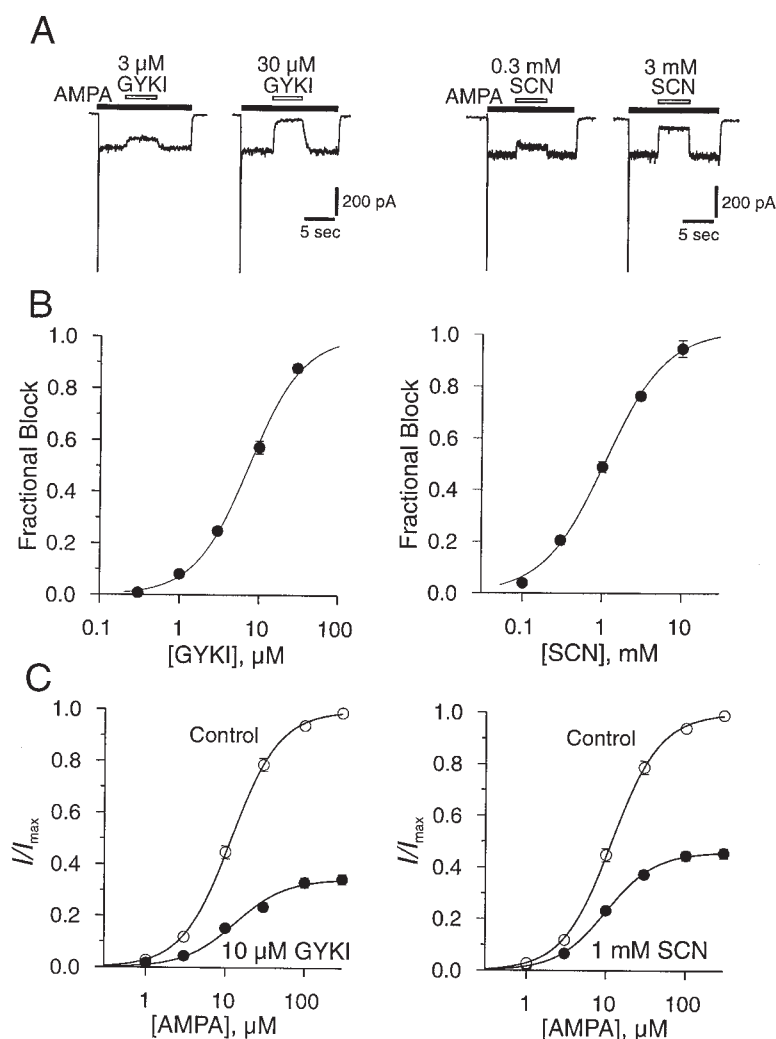 A
3 µM
GYKI
30 µM
GYKI
0.3 mM
SCN
3 mM
SCN
AMPA
AMPA
200 pA
5 sec
200 pA
5 sec
B
1.0
0.8
0.6
0.4
0.2
0.0
Fractional Block
0.1
1
10
100
[GYKI], µM
1.0
0.8
0.6
0.4
0.2
0.0
Fractional Block
0.1
1
10
[SCN], mM
C
1.0
0.8
0.6
0.4
0.2
0.0
I/Imax
Control
10 µM GYKI
1
10
100
[AMPA], µM
1.0
0.8
0.6
0.4
0.2
0.0
I/Imax
Control
1 mM SCN
1
10
100
[AMPA], µM